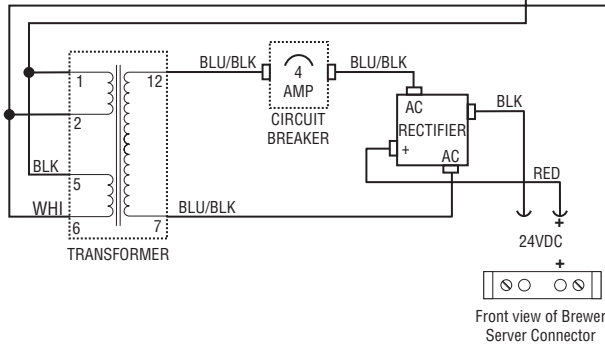 BLU/BLK
BLU/BLK
1
12
4
AMP
2
CIRCUIT
BREAKER
AC
RECTIFIER
BLK
+
AC
BLK
5
RED
WHI
6
7
BLU/BLK
+
24VDC
TRANSFORMER
+
Front view of Brewer
Server Connector